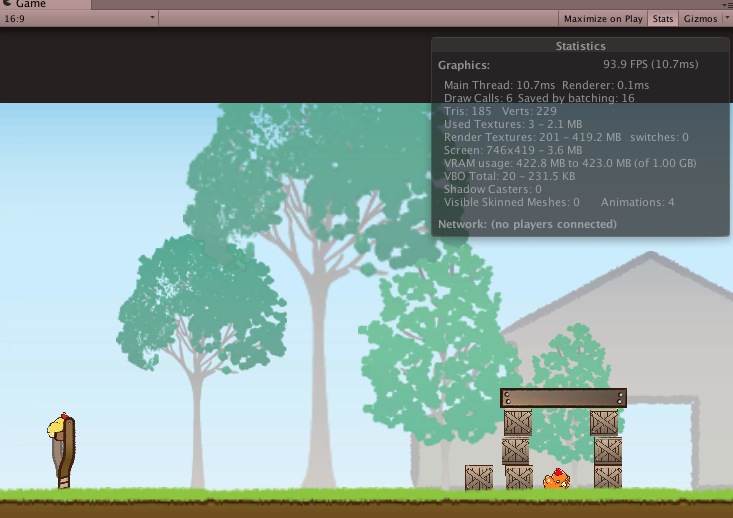 Game
16:9
Maximize on Play Stats Gizmos
Statistics
Graphics: 93.9 FPS (10.7ms)
Main Thread: 10.7ms Renderer: 0.1ms
Draw Calls: 6 Saved by batching: 16
Tris: 185 Verts: 229
Used Textures: 3 – 2.1 MB
Render Textures: 201 – 419.2 MB switches: 0
Screen: 746x419 – 3.6 MB
VRAM usage: 422.8 MB to 423.0 MB (of 1.00 GB)
VBO Total: 20 – 231.5 KB
Shadow Casters: 0
Visible Skinned Meshes: 0 Animations: 4
Network: (no players connected)